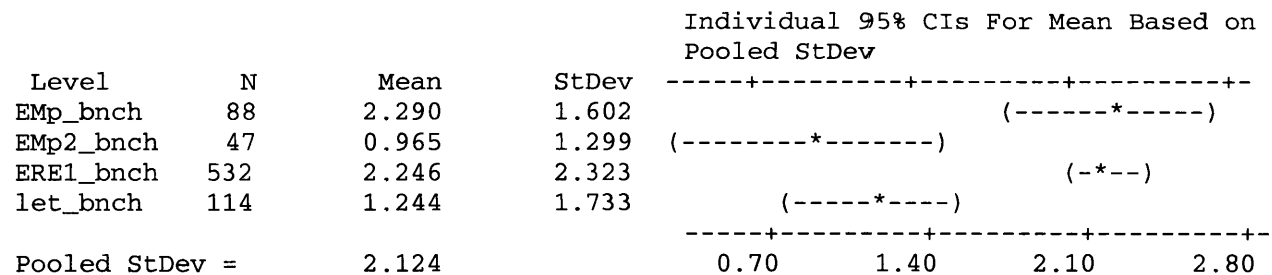 Individual 95% CIs For Mean Based on
Pooled StDev
Level N Mean StDev -----+---------+---------+---------+-
EMp_bnch 88 2.290 1.602 (------*-----)
EMp2_bnch 47 0.965 1.299 (--------*-------)
ERE1_bnch 532 2.246 2.323 (-*--)
let_bnch 114 1.244 1.733 (-----*----)
-----+---------+---------+---------+-
Pooled StDev = 2.124 0.70 1.40 2.10 2.80